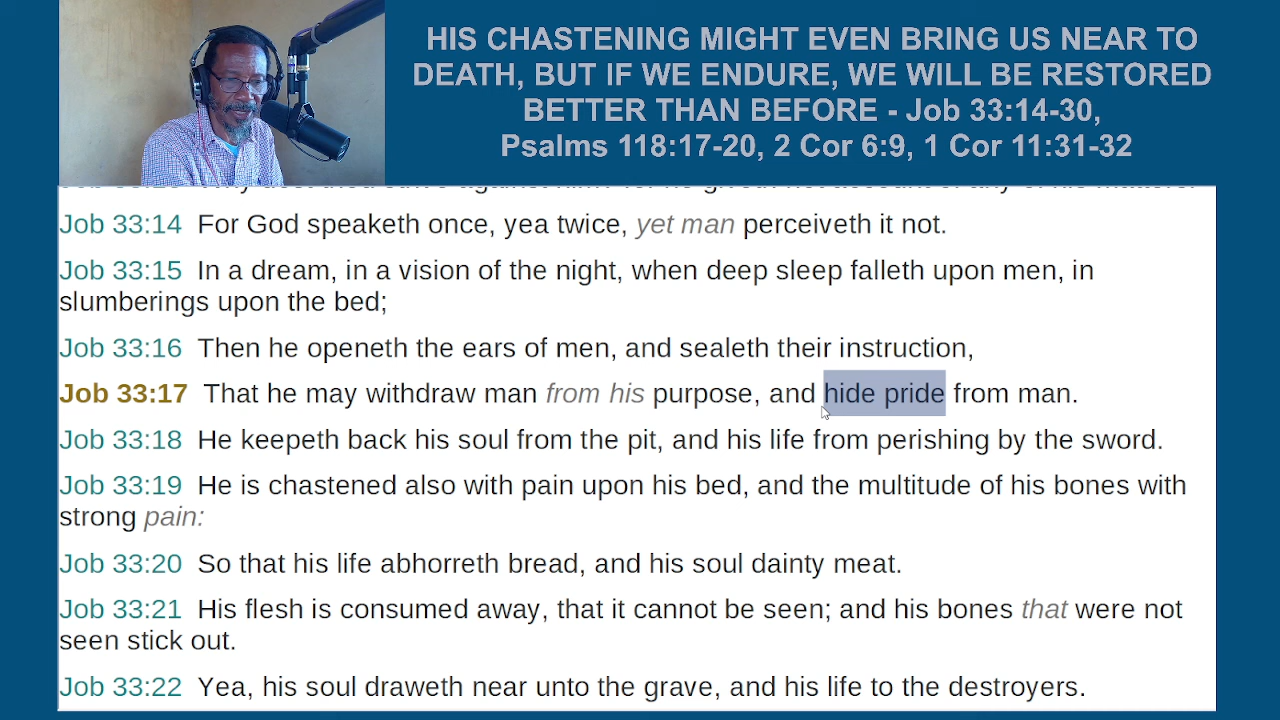 HIS CHASTENING MIGHT EVEN BRING US NEAR TO
DEATH, BUT IF WE ENDURE, WE WILL BE RESTORED
BETTER THAN BEFORE - Job 33:14-30,
Psalms 118:17-20, 2 Cor 6:9, 1 Cor 11:31-32
Job 33:14 For God speaketh once, yea twice, yet man perceiveth it not.
Job 33:15 In a dream, in a vision of the night, when deep sleep falleth upon men, in
slumberings upon the bed;
Job 33:16 Then he openeth the ears of men, and sealeth their instruction,
Job 33:17 That he may withdraw man from his purpose, and hide pride from man.
Job 33:18 He keepeth back his soul from the pit, and his life from perishing by the sword.
Job 33:19 He is chastened also with pain upon his bed, and the multitude of his bones with
strong pain:
Job 33:20 So that his life abhorreth bread, and his soul dainty meat.
Job 33:21 His flesh is consumed away, that it cannot be seen; and his bones that were not
seen stick out.
Job 33:22 Yea, his soul draweth near unto the grave, and his life to the destroyers.